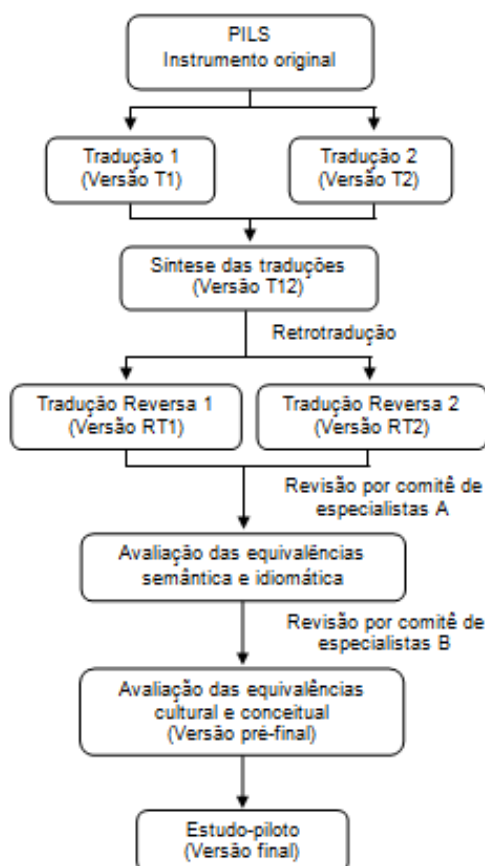 PILS
Instrumento original
Tradução 1
(Versão T1)
Tradução 2
(Versão T2)
Síntese das traduções
(Versão T12)
Retrotradução
Tradução Reversa 1
(Versão RT1)
Tradução Reversa 2
(Versão RT2)
Revisão por comitê de
especialistas A
Avaliação das equivalências
semântica e idiomática
Revisão por comitê de
especialistas B
Avaliação das equivalências
cultural e conceitual
(Versão pré-final)
Estudo-piloto
(Versão final)